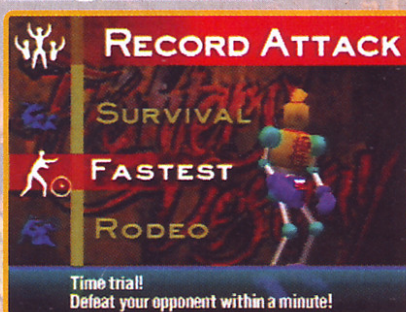 RECORD ATTACK
SURVIVAL
FASTEST
RODEO
Time trial!
Defeat your opponent within a minute!